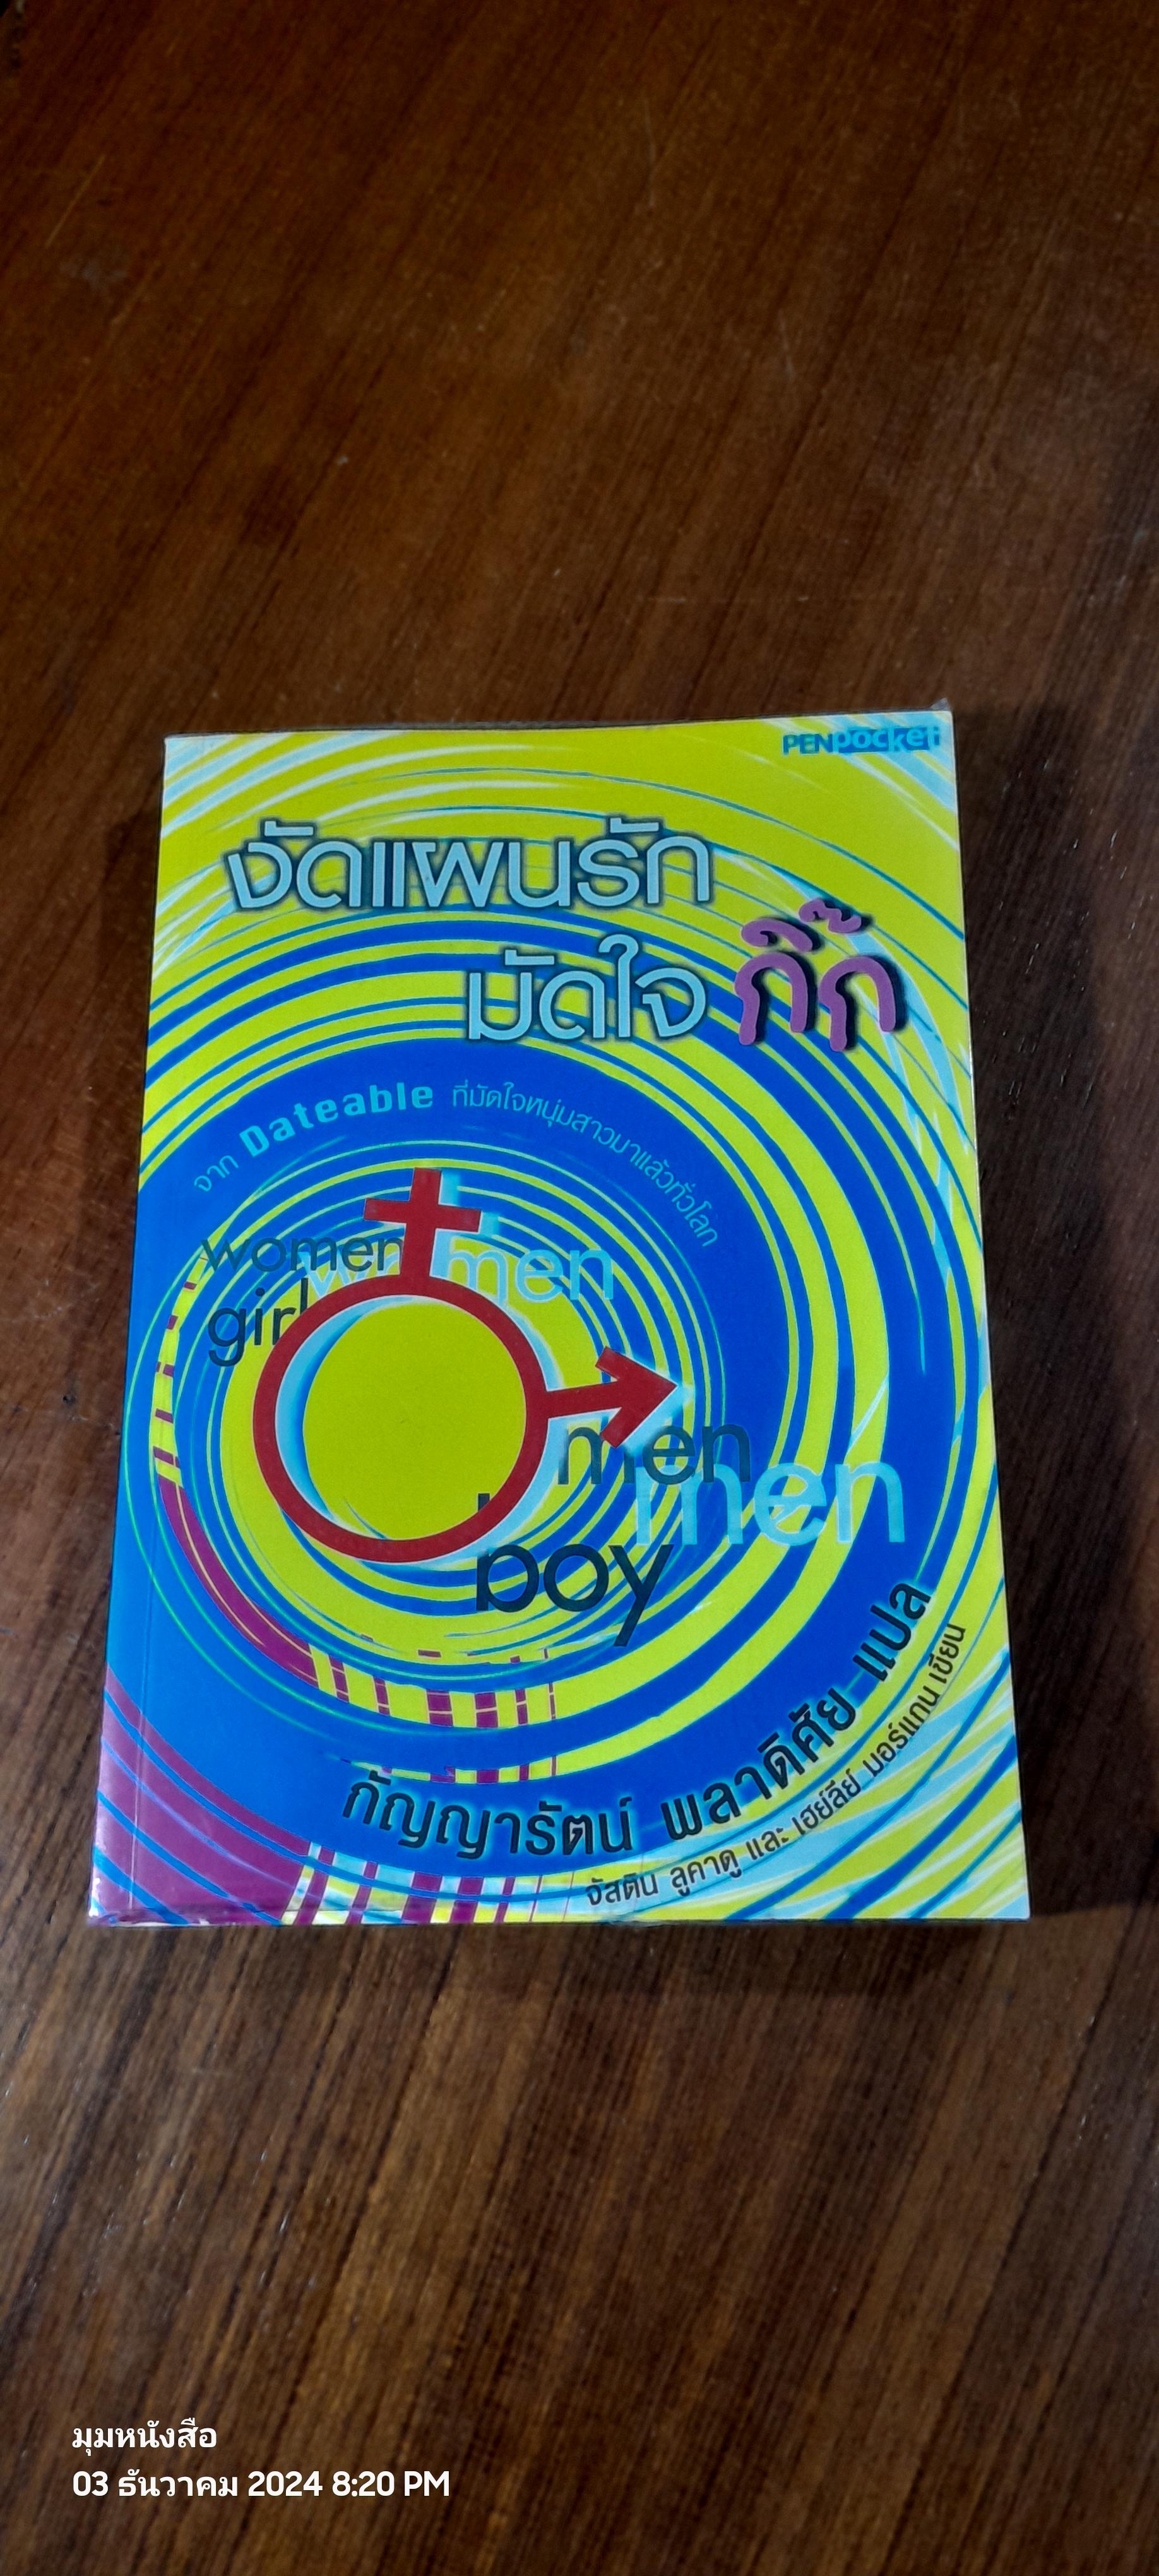 PENpocket
งัดแผนรัก
มัดใจ กิ๊ก
จาก Dateable ที่มัดใจหนุ่มสาวมาแล้วทั่วโลก
women
women
girl
men
men
boy
กัญญารัตน์ พลาดิศัย แปล
จัสติน ลูคาดู และ เฮย์ลีย์ มอร์แกน เขียน
มุมหนังสือ
03 ธันวาคม 2024 8:20 PM